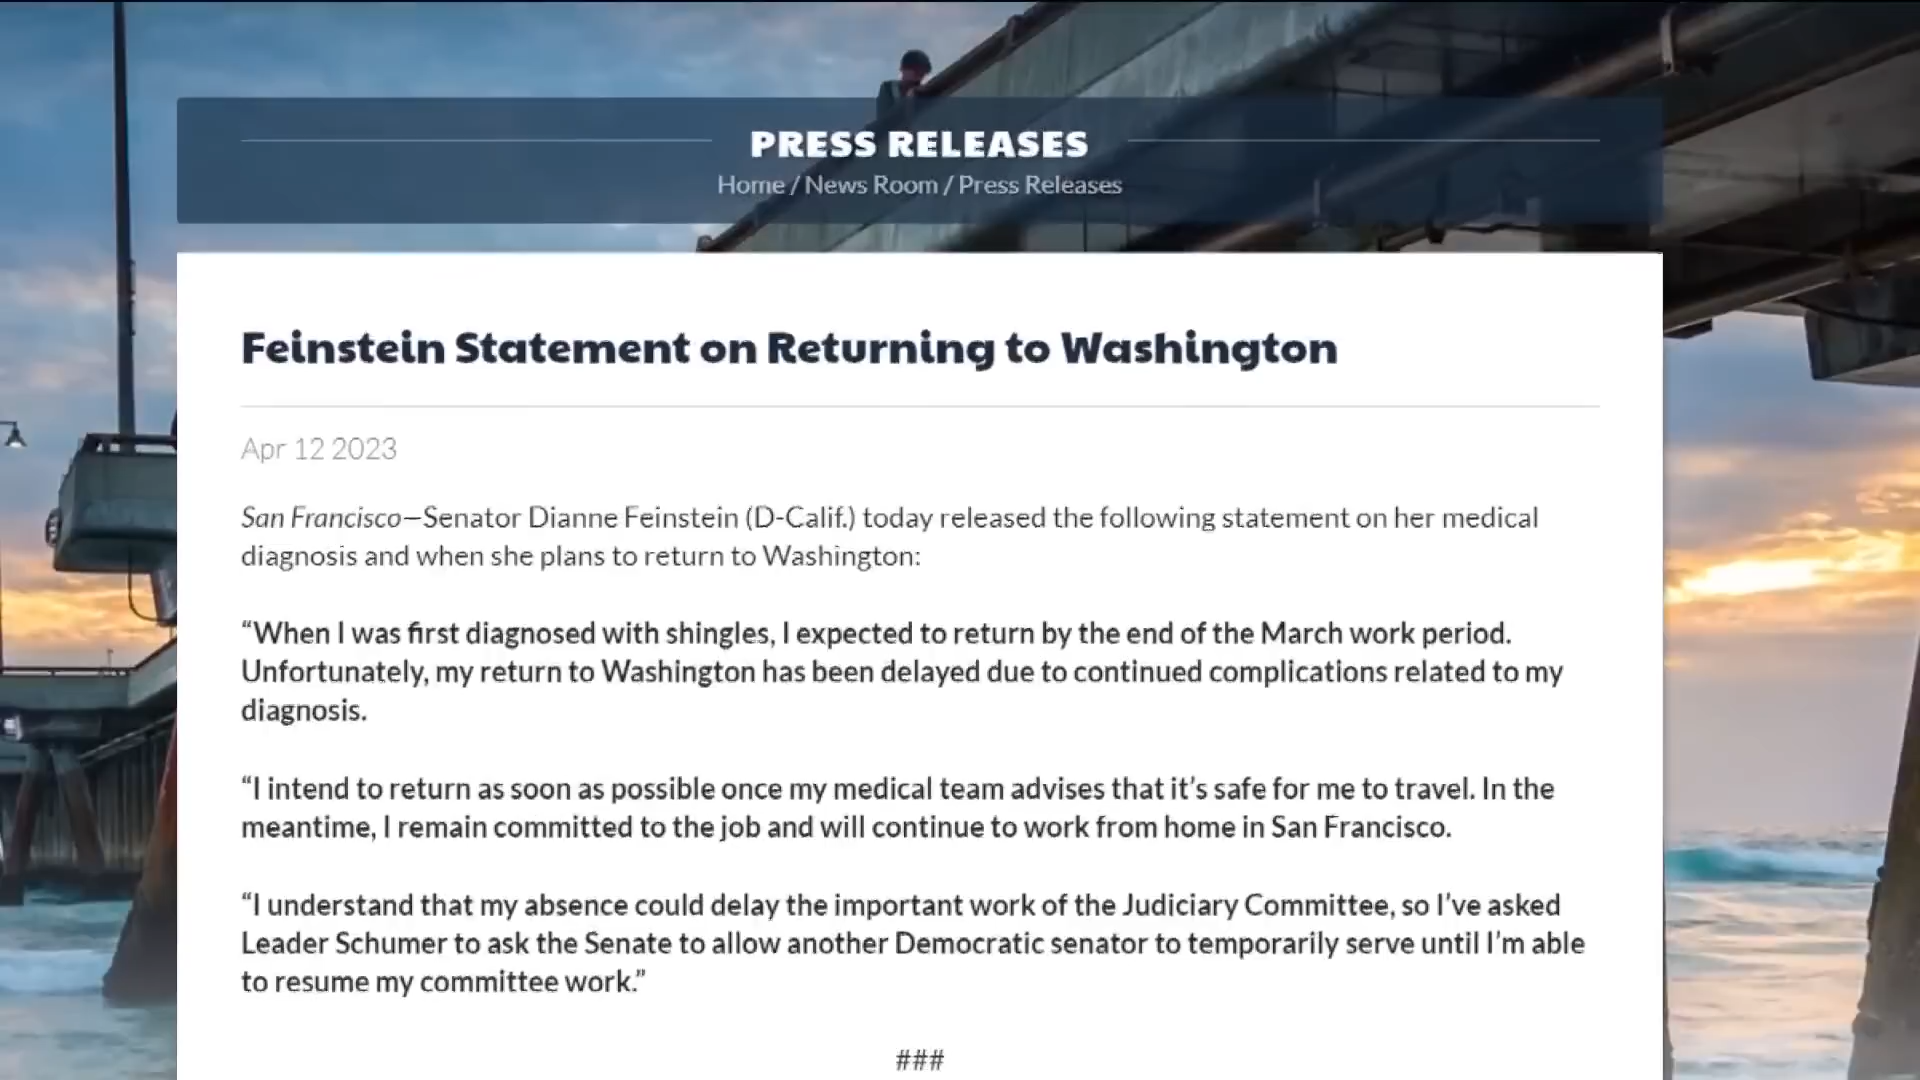 PRESS RELEASES
Home / News Room / Press Releases
Feinstein Statement on Returning to Washington
Apr 12 2023
San Francisco—Senator Dianne Feinstein (D-Calif.) today released the following statement on her medical
diagnosis and when she plans to return to Washington:
“When I was first diagnosed with shingles, I expected to return by the end of the March work period.
Unfortunately, my return to Washington has been delayed due to continued complications related to my
diagnosis.
“I intend to return as soon as possible once my medical team advises that it’s safe for me to travel. In the
meantime, I remain committed to the job and will continue to work from home in San Francisco.
“I understand that my absence could delay the important work of the Judiciary Committee, so I’ve asked
Leader Schumer to ask the Senate to allow another Democratic senator to temporarily serve until I’m able
to resume my committee work.”
###